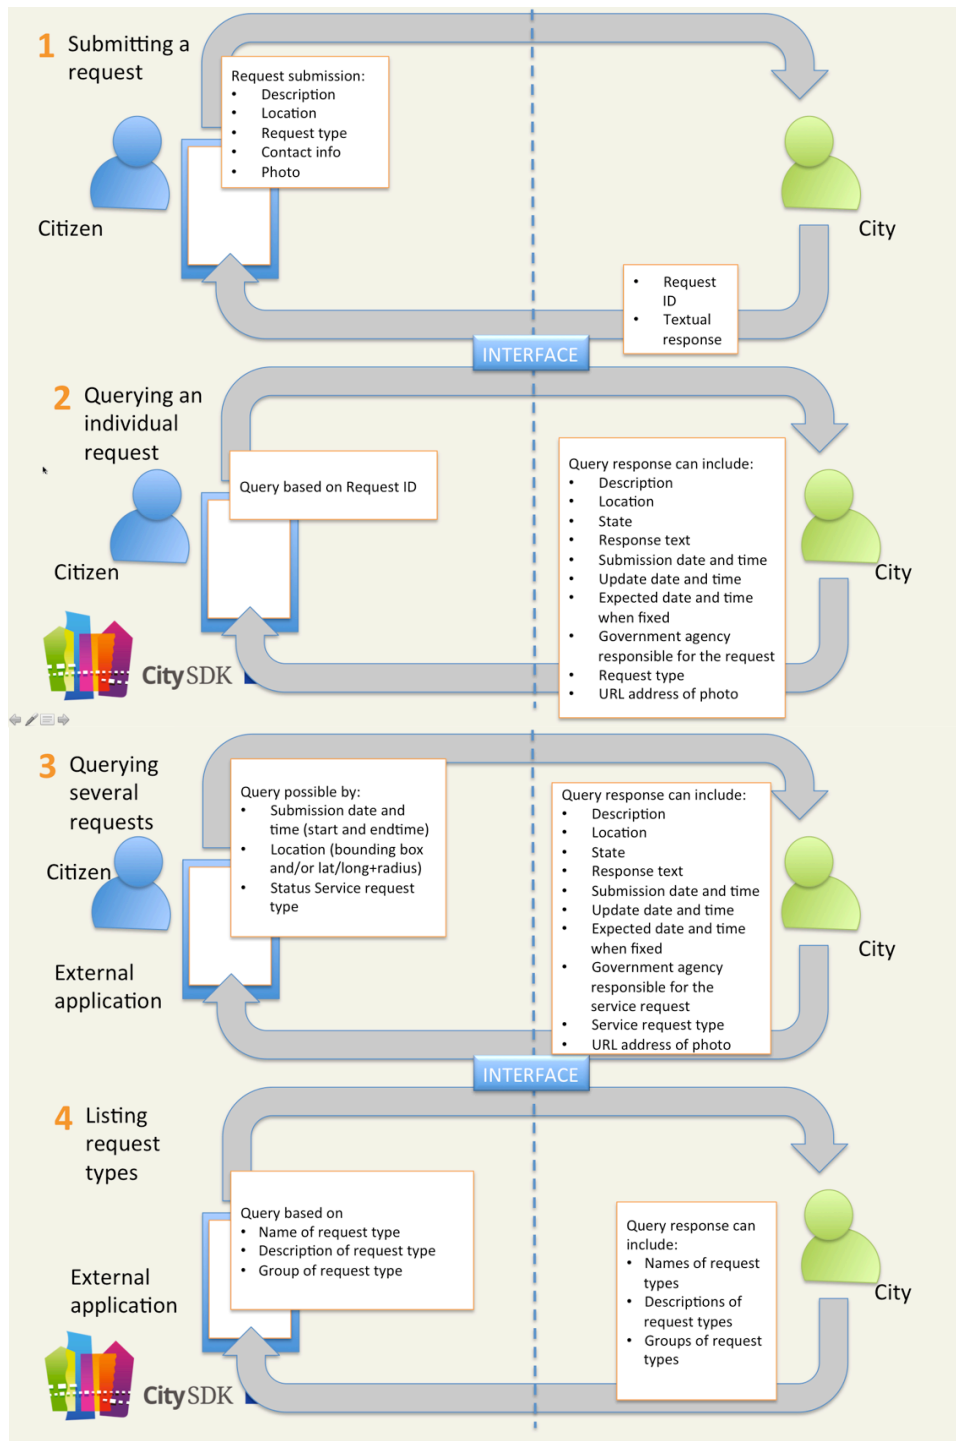 1 Submitting a
request
Request submission:
• Description
• Location
• Request type
• Contact info
• Photo
Citizen
City
• Request
ID
• Textual
response
INTERFACE
2 Querying an
individual
request
Query based on Request ID
Query response can include:
• Description
• Location
• State
• Response text
• Submission date and time
• Update date and time
• Expected date and time
when fixed
• Government agency
responsible for the request
• Request type
• URL address of photo
Citizen
City
CitySDK
3 Querying
several
requests
Query possible by:
• Submission date and
time (start and endtime)
• Location (bounding box
and/or lat/long+radius)
• Status Service request
type
Query response can include:
• Description
• Location
• State
• Response text
• Submission date and time
• Update date and time
• Expected date and time
when fixed
• Government agency
responsible for the
service request
• Service request type
• URL address of photo
Citizen
City
External
application
INTERFACE
4 Listing
request
types
Query based on
• Name of request type
• Description of request type
• Group of request type
Query response can
include:
• Names of request
types
• Descriptions of
request types
• Groups of request
types
External
application
City
CitySDK